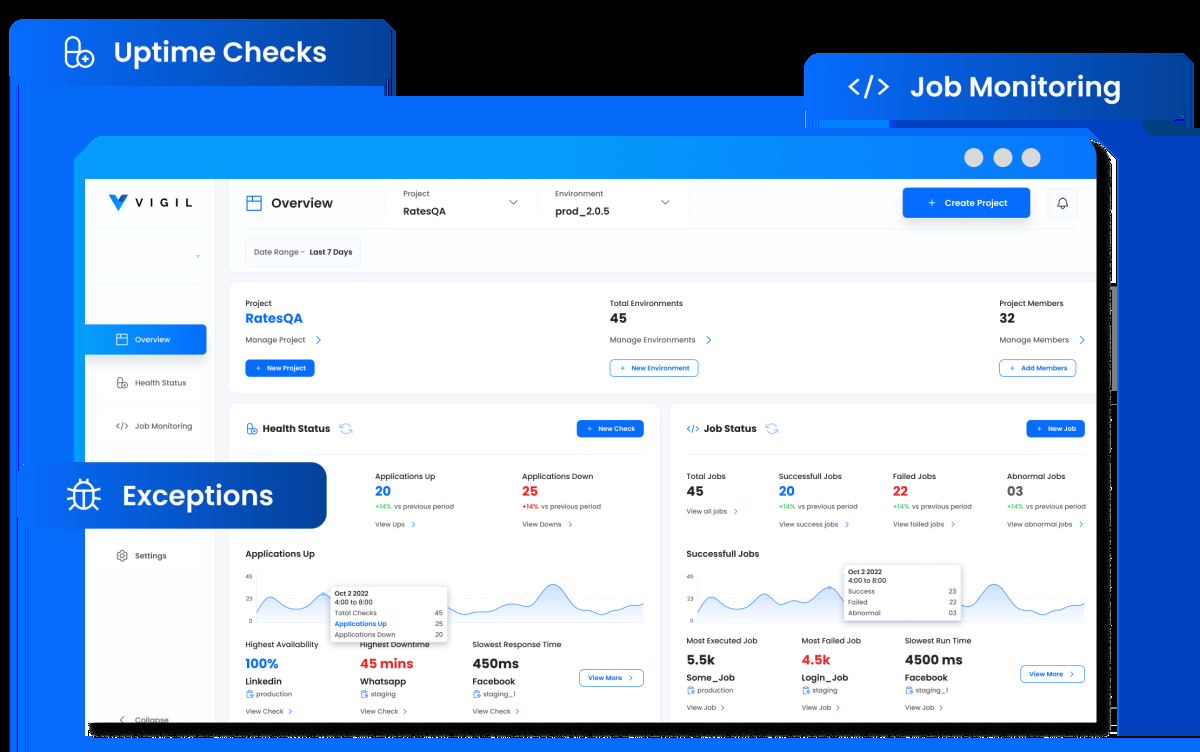 Uptime Checks
</> Job Monitoring
VIGIL
Overview
Project
RatesQA
Environment
prod_2.0.5
+ Create Project
Date Range - Last 7 Days
Project
RatesQA
Manage Project >
+ New Project
Total Environments
45
Manage Environments >
+ New Environment
Project Members
32
Manage Members >
+ Add Members
Overview
Health Status
</> Job Monitoring
Exceptions
Settings
< Collapse
Health Status
+ New Check
Applications Up
20
+14% vs previous period
View Ups >
Applications Down
25
+14% vs previous period
View Downs >
Applications Up
45
23
0
Oct 2 2022
4:00 to 8:00
Total Checks 45
Applications Up 25
Applications Down 20
Highest Availability
100%
Linkedin
production
View Check >
Highest Downtime
45 mins
Whatsapp
staging
View Check >
Slowest Response Time
450ms
Facebook
staging_1
View Check >
View More >
</> Job Status
+ New Job
Total Jobs
45
View all jobs >
Successfull Jobs
20
+14% vs previous period
View success jobs >
Failed Jobs
22
+14% vs previous period
View failed jobs >
Abnormal Jobs
03
+14% vs previous period
View abnormal jobs >
Successfull Jobs
45
23
0
Oct 2 2022
4:00 to 8:00
Success 23
Failed 22
Abnormal 03
Most Executed Job
5.5k
Some_Job
production
View Job >
Most Failed Job
4.5k
Login_Job
staging
View Job >
Slowest Run Time
4500 ms
Facebook
staging_1
View Job >
View More >